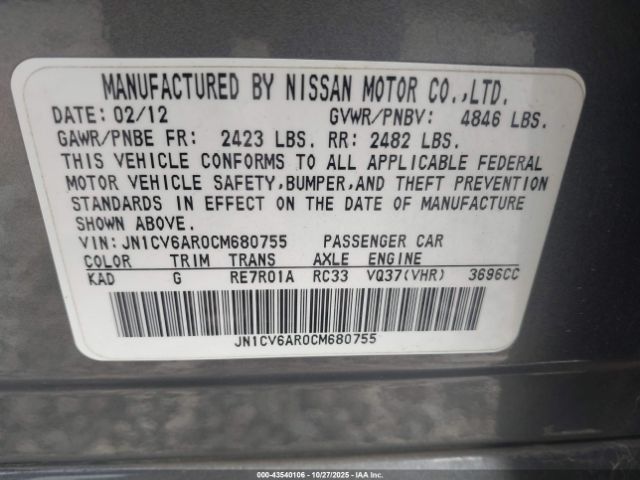 MANUFACTURED BY NISSAN MOTOR CO.,LTD.
DATE: 02/12 GVWR/PNBV: 4846 LBS.
GAWR/PNBE FR: 2423 LBS. RR: 2482 LBS.
THIS VEHICLE CONFORMS TO ALL APPLICABLE FEDERAL
MOTOR VEHICLE SAFETY,BUMPER,AND THEFT PREVENTION
STANDARDS IN EFFECT ON THE DATE OF MANUFACTURE
SHOWN ABOVE.
VIN: JN1CV6AR0CM680755 PASSENGER CAR
COLOR TRIM TRANS AXLE ENGINE
KAD G RE7R01A RC33 VQ37(VHR) 3696CC
JN1CV6AR0CM680755
000-43540106 - 10/27/2025 - IAAI.com